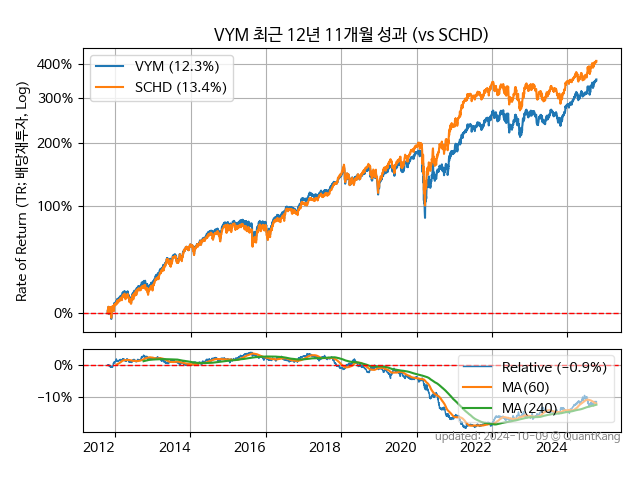 VYM 최근 12년 11개월 성과 (vs SCHD)
Rate of Return (TR: 배당재투자, Log)
400%
300%
200%
100%
0%
VYM (12.3%)
SCHD (13.4%)
0%
−10%
Relative (−0.9%)
MA(60)
MA(240)
2012 2014 2016 2018 2020 2022 2024
updated: 2024-10-09 © QuantKang